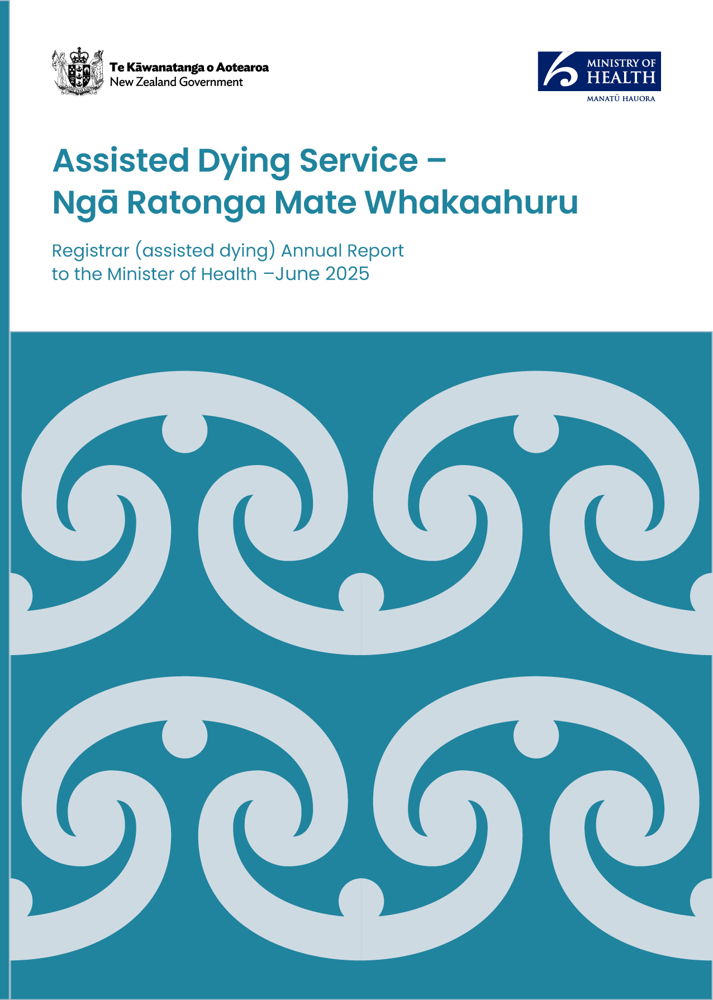 Te Kāwanatanga o Aotearoa
New Zealand Government
MINISTRY OF
HEALTH
MANATŪ HAUORA
Assisted Dying Service –
Ngā Ratonga Mate Whakaahuru
Registrar (assisted dying) Annual Report
to the Minister of Health –June 2025